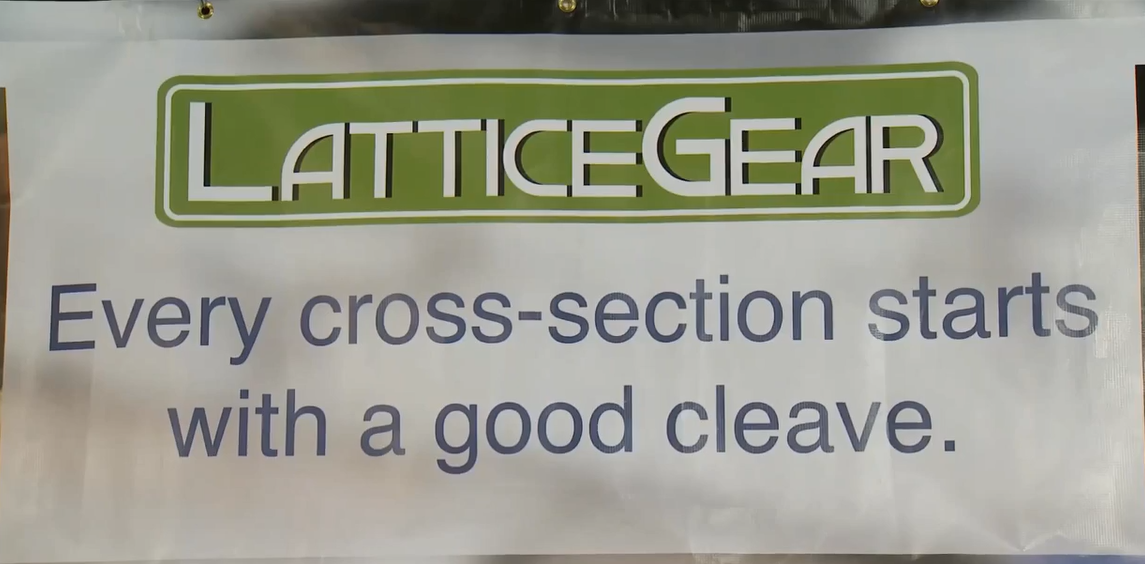 LATTICEGEAR
Every cross-section starts
with a good cleave.